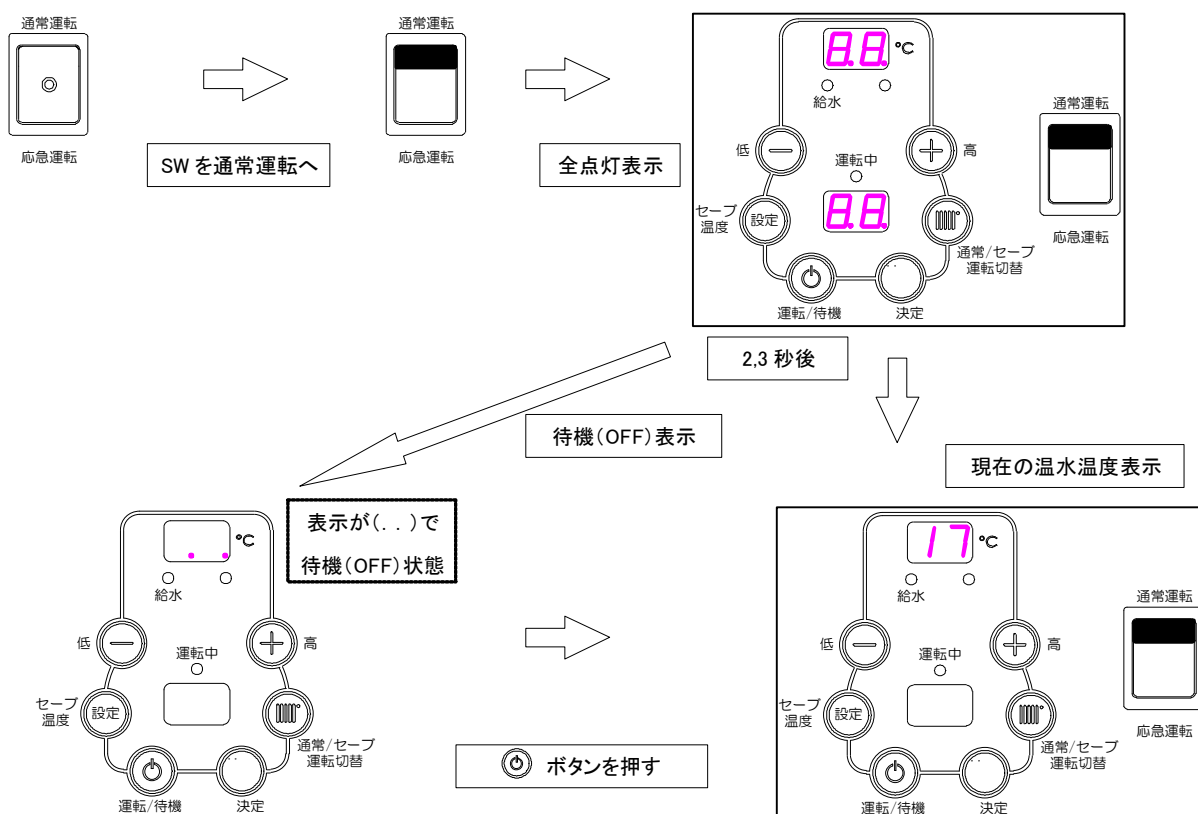 通常運転
応急運転
SWを通常運転へ
通常運転
応急運転
全点灯表示
8.8. °C
給水
低 − + 高
運転中
8.8.
セーブ
温度
設定
通常/セーブ
運転切替
運転/待機
決定
通常運転
応急運転
2,3秒後
待機(OFF)表示
現在の温水温度表示
表示が(. . )で
待機(OFF)状態
. . °C
給水
低 − + 高
運転中
セーブ
温度
設定
通常/セーブ
運転切替
運転/待機
決定
ボタンを押す
17 °C
給水
低 − + 高
運転中
セーブ
温度
設定
通常/セーブ
運転切替
運転/待機
決定
通常運転
応急運転